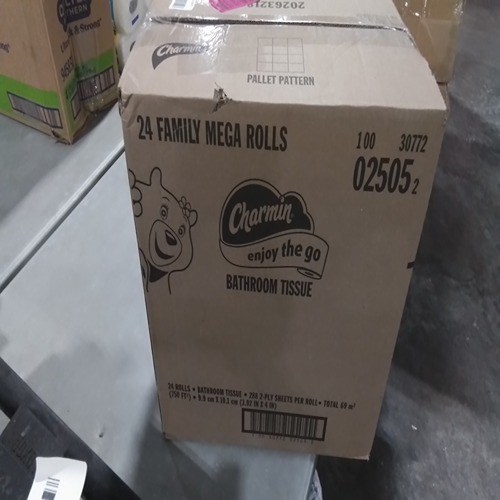 Charmin
PALLET PATTERN
24 FAMILY MEGA ROLLS
100 30772
02505 2
Charmin
enjoy the go
BATHROOM TISSUE
24 ROLLS • BATHROOM TISSUE • 2-PLY SHEETS PER ROLL • TOTAL
& Strong